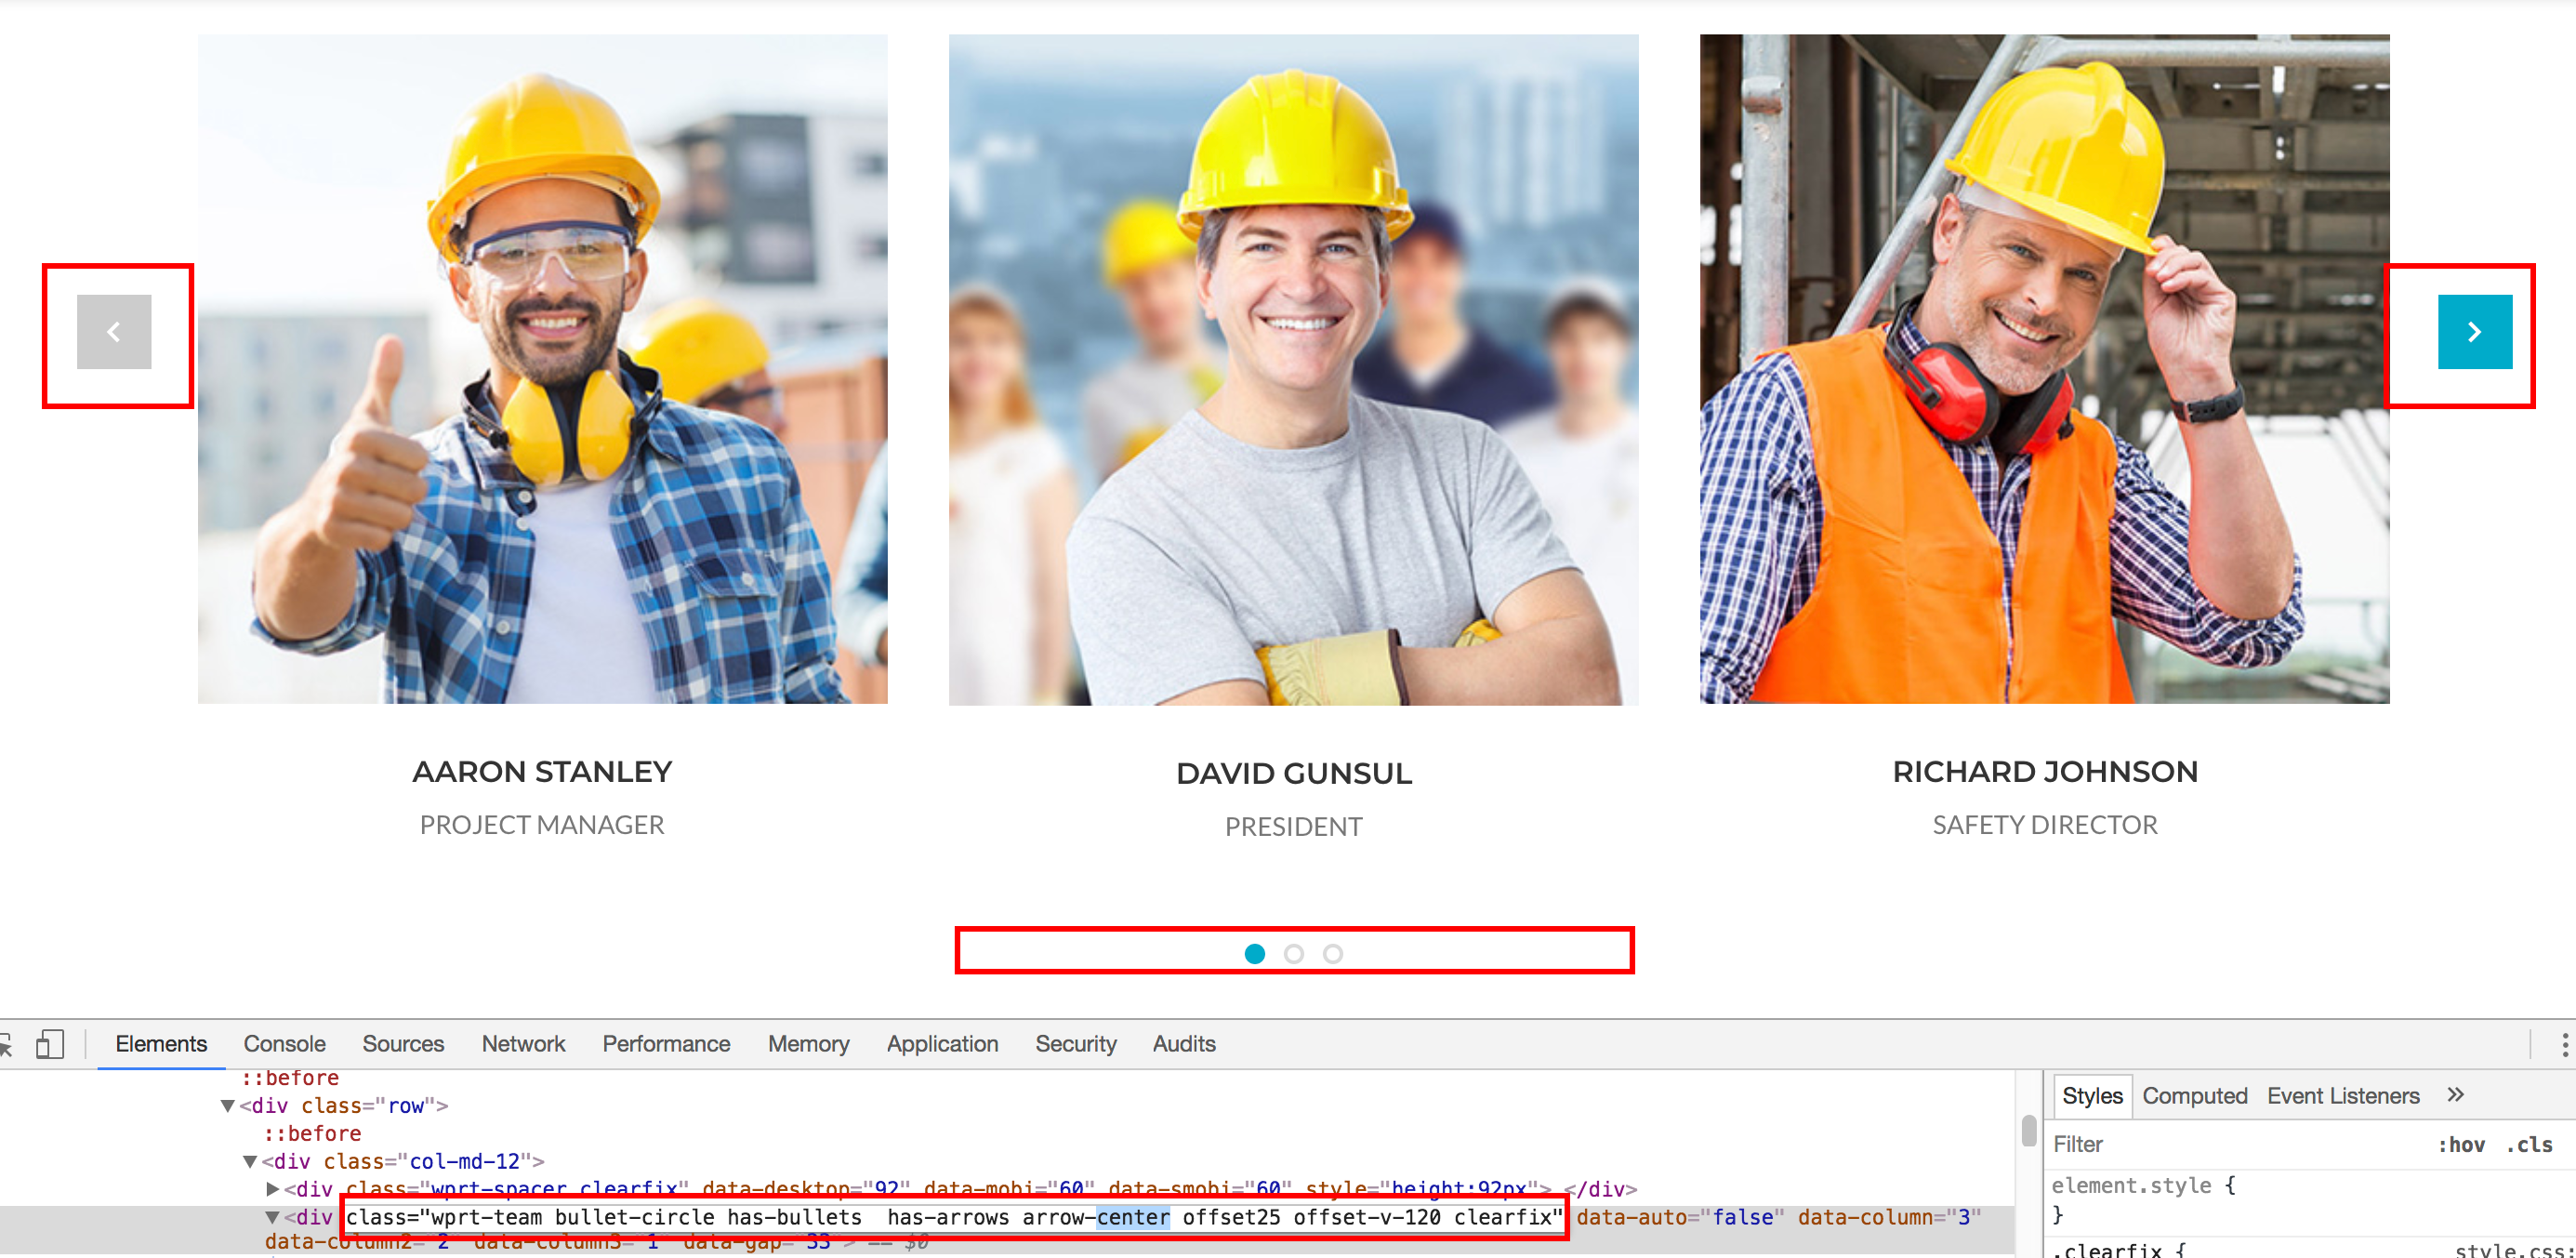 AARON STANLEY
PROJECT MANAGER
DAVID GUNSUL
PRESIDENT
RICHARD JOHNSON
SAFETY DIRECTOR
Elements Console Sources Network Performance Memory Application Security Audits
::before
<div class="row">
::before
<div class="col-md-12">
<div class="wprt-spacer clearfix" data-desktop="92" data-mobi="60" data-smobi="60" style="height:92px"> </div>
<div class="wprt-team bullet-circle has-bullets  has-arrows arrow-center offset25 offset-v-120 clearfix" data-auto="false" data-column="3"
data-column2="2" data-column3="1" data-gap="33"> == $0
Styles Computed Event Listeners »
Filter :hov .cls
element.style {
}
.clearfix { style.css: